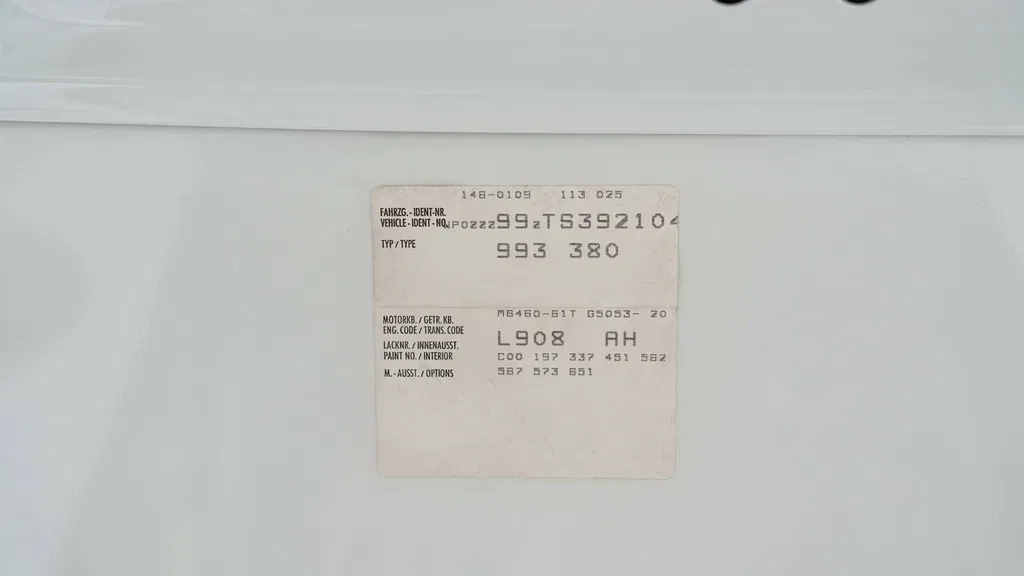 146-0109 113 025
FAHRZG. - IDENT-NR.
VEHICLE - IDENT - NO. WP0ZZZ99ZTS392104
TYP / TYPE 993 380
MOTORKB. / GETR. KB. M6460-61T G5053- 20
ENG. CODE / TRANS. CODE
LACKNR. / INNENAUSST. L908 AH
PAINT NO. / INTERIOR C00 197 337 451 562
M. - AUSST. / OPTIONS 567 573 651